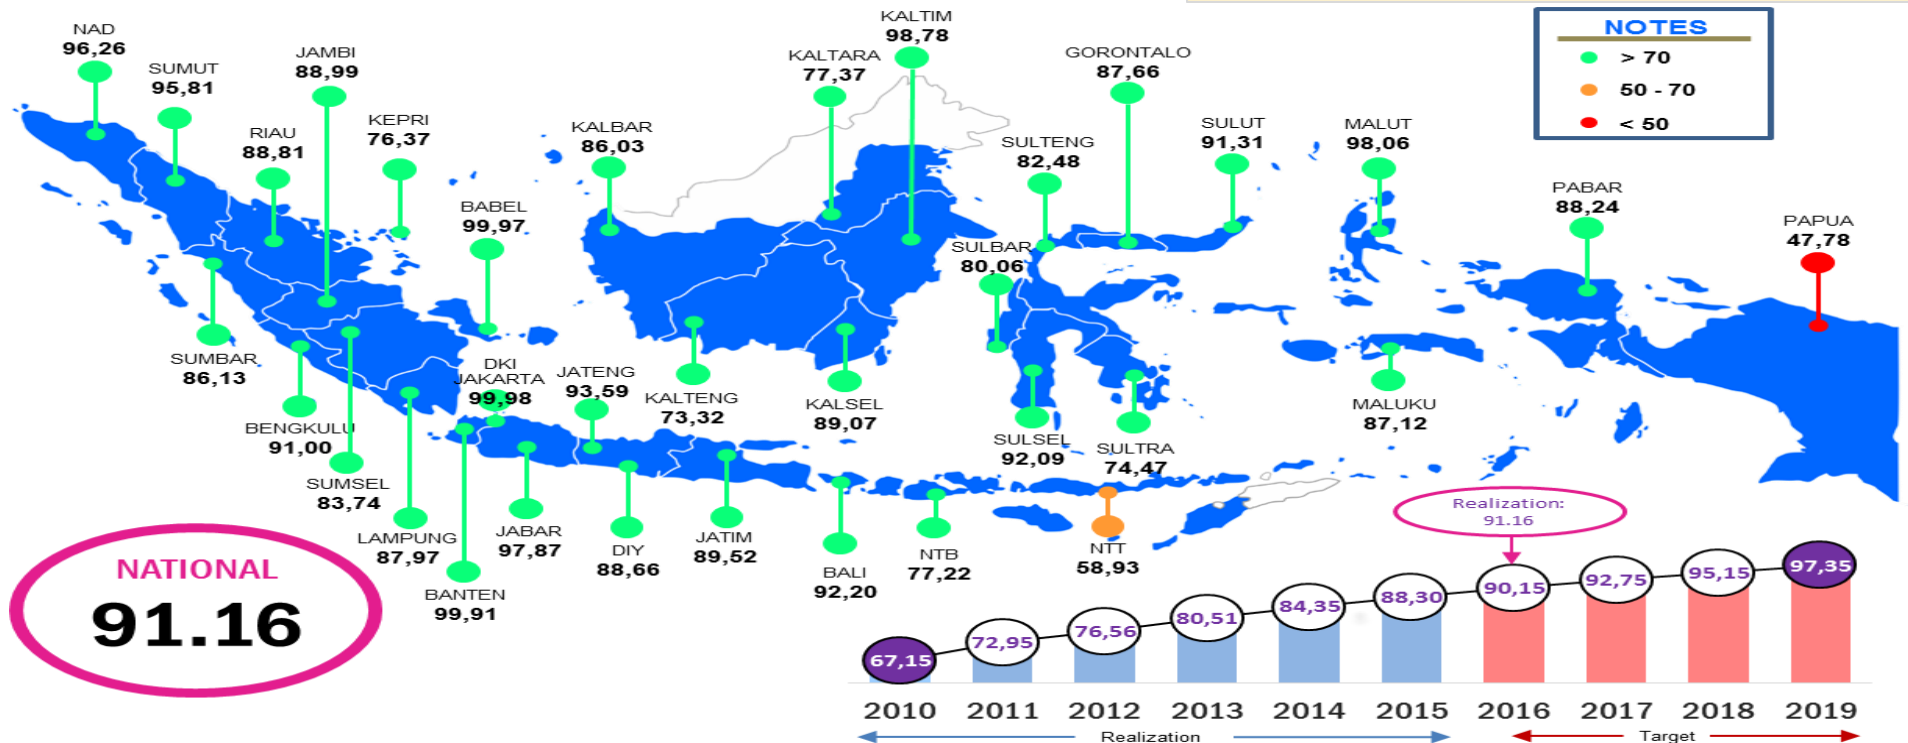 NAD
96,26
SUMUT
95,81
JAMBI
88,99
RIAU
88,81
KEPRI
76,37
BABEL
99,97
KALBAR
86,03
KALTARA
77,37
KALTIM
98,78
GORONTALO
87,66
SULTENG
82,48
SULUT
91,31
MALUT
98,06
SULBAR
80,06
PABAR
88,24
PAPUA
47,78
NOTES
> 70
50 - 70
< 50
SUMBAR
86,13
BENGKULU
91,00
SUMSEL
83,74
LAMPUNG
87,97
BANTEN
99,91
DKI
JAKARTA
99,98
JATENG
93,59
JABAR
97,87
DIY
88,66
JATIM
89,52
KALTENG
73,32
KALSEL
89,07
BALI
92,20
NTB
77,22
SULSEL
92,09
SULTRA
74,47
NTT
58,93
MALUKU
87,12
NATIONAL
91.16
Realization:
91.16
67,15 72,95 76,56 80,51 84,35 88,30 90,15 92,75 95,15 97,35
2010 2011 2012 2013 2014 2015 2016 2017 2018 2019
Realization Target